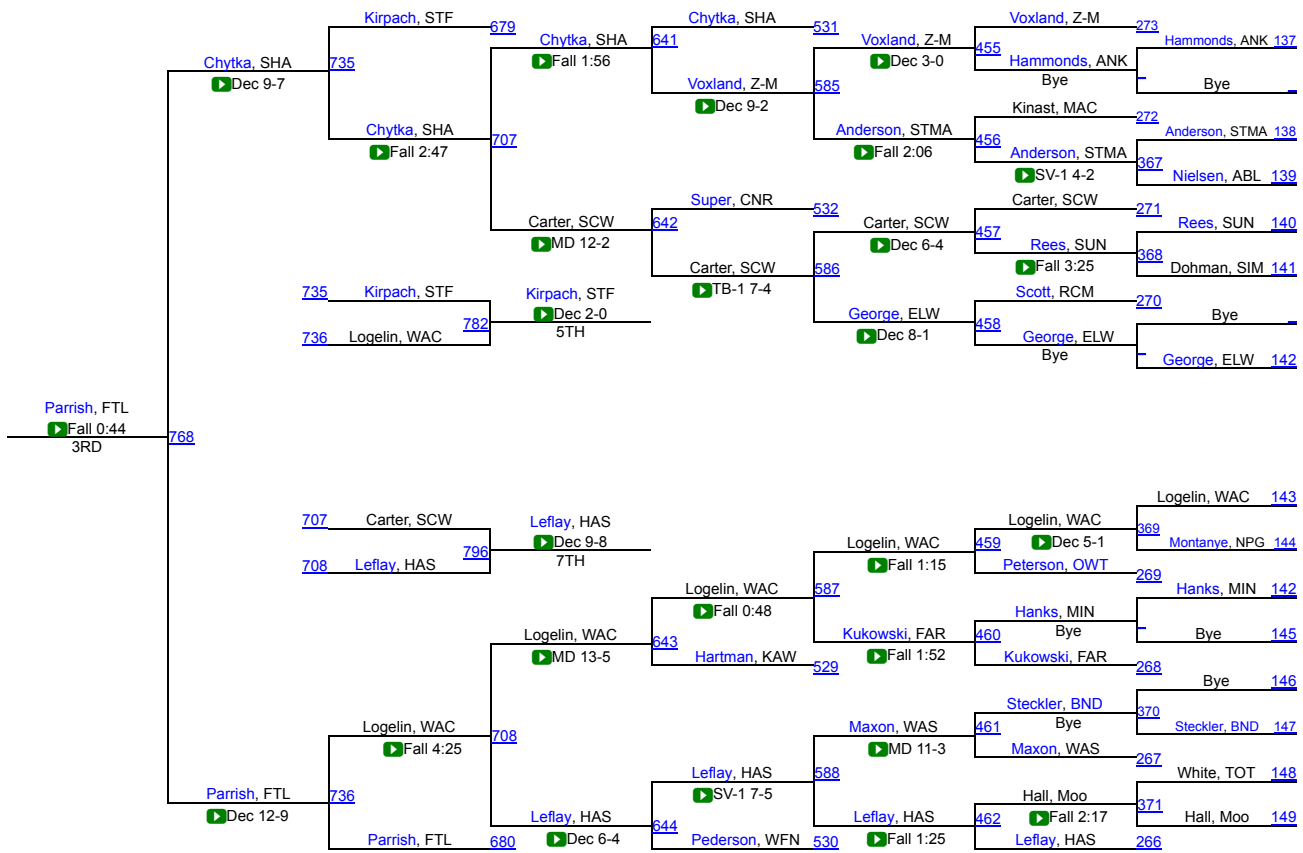 Kirpach, STF
679
Chytka, SHA
531
Voxland, Z-M
273
Hammonds, ANK 137
Chytka, SHA
Fall 1:56
641
Voxland, Z-M
Dec 3-0
455
Hammonds, ANK
Bye
Bye
Chytka, SHA
Dec 9-7
735
Voxland, Z-M
Dec 9-2
585
Kinast, MAC
272
Anderson, STMA 138
Chytka, SHA
Fall 2:47
707
Anderson, STMA
Fall 2:06
456
Anderson, STMA
SV-1 4-2
367
Nielsen, ABL 139
Super, CNR
532
Carter, SCW
271
Carter, SCW
MD 12-2
642
Carter, SCW
Dec 6-4
457
Rees, SUN
Fall 3:25
368
Rees, SUN 140
Dohman, SIM 141
Carter, SCW
TB-1 7-4
586
735
Kirpach, STF
782
Kirpach, STF
Dec 2-0
5TH
736
Logelin, WAC
Scott, RCM
270
Bye
George, ELW
Dec 8-1
458
George, ELW
Bye
George, ELW 142
Parrish, FTL
Fall 0:44
3RD
768
Logelin, WAC 143
707
Carter, SCW
796
Leflay, HAS
Dec 9-8
7TH
708
Leflay, HAS
Logelin, WAC
Dec 5-1
369
Montanye, NPG 144
Logelin, WAC
Fall 1:15
459
Peterson, OWT
269
Logelin, WAC
Fall 0:48
587
Hanks, MIN 142
Hanks, MIN
Bye
Bye 145
Logelin, WAC
MD 13-5
643
Kukowski, FAR
Fall 1:52
460
Hartman, KAW
529
Kukowski, FAR
268
Bye 146
Logelin, WAC
Fall 4:25
708
Maxon, WAS
MD 11-3
461
Steckler, BND
Bye
370
Steckler, BND 147
Maxon, WAS
267
Leflay, HAS
SV-1 7-5
588
White, TOT 148
Parrish, FTL
Dec 12-9
736
Hall, Moo
Fall 2:17
371
Hall, Moo 149
Leflay, HAS
Dec 6-4
644
Leflay, HAS
Fall 1:25
462
Parrish, FTL
680
Pederson, WFN
530
Leflay, HAS
266